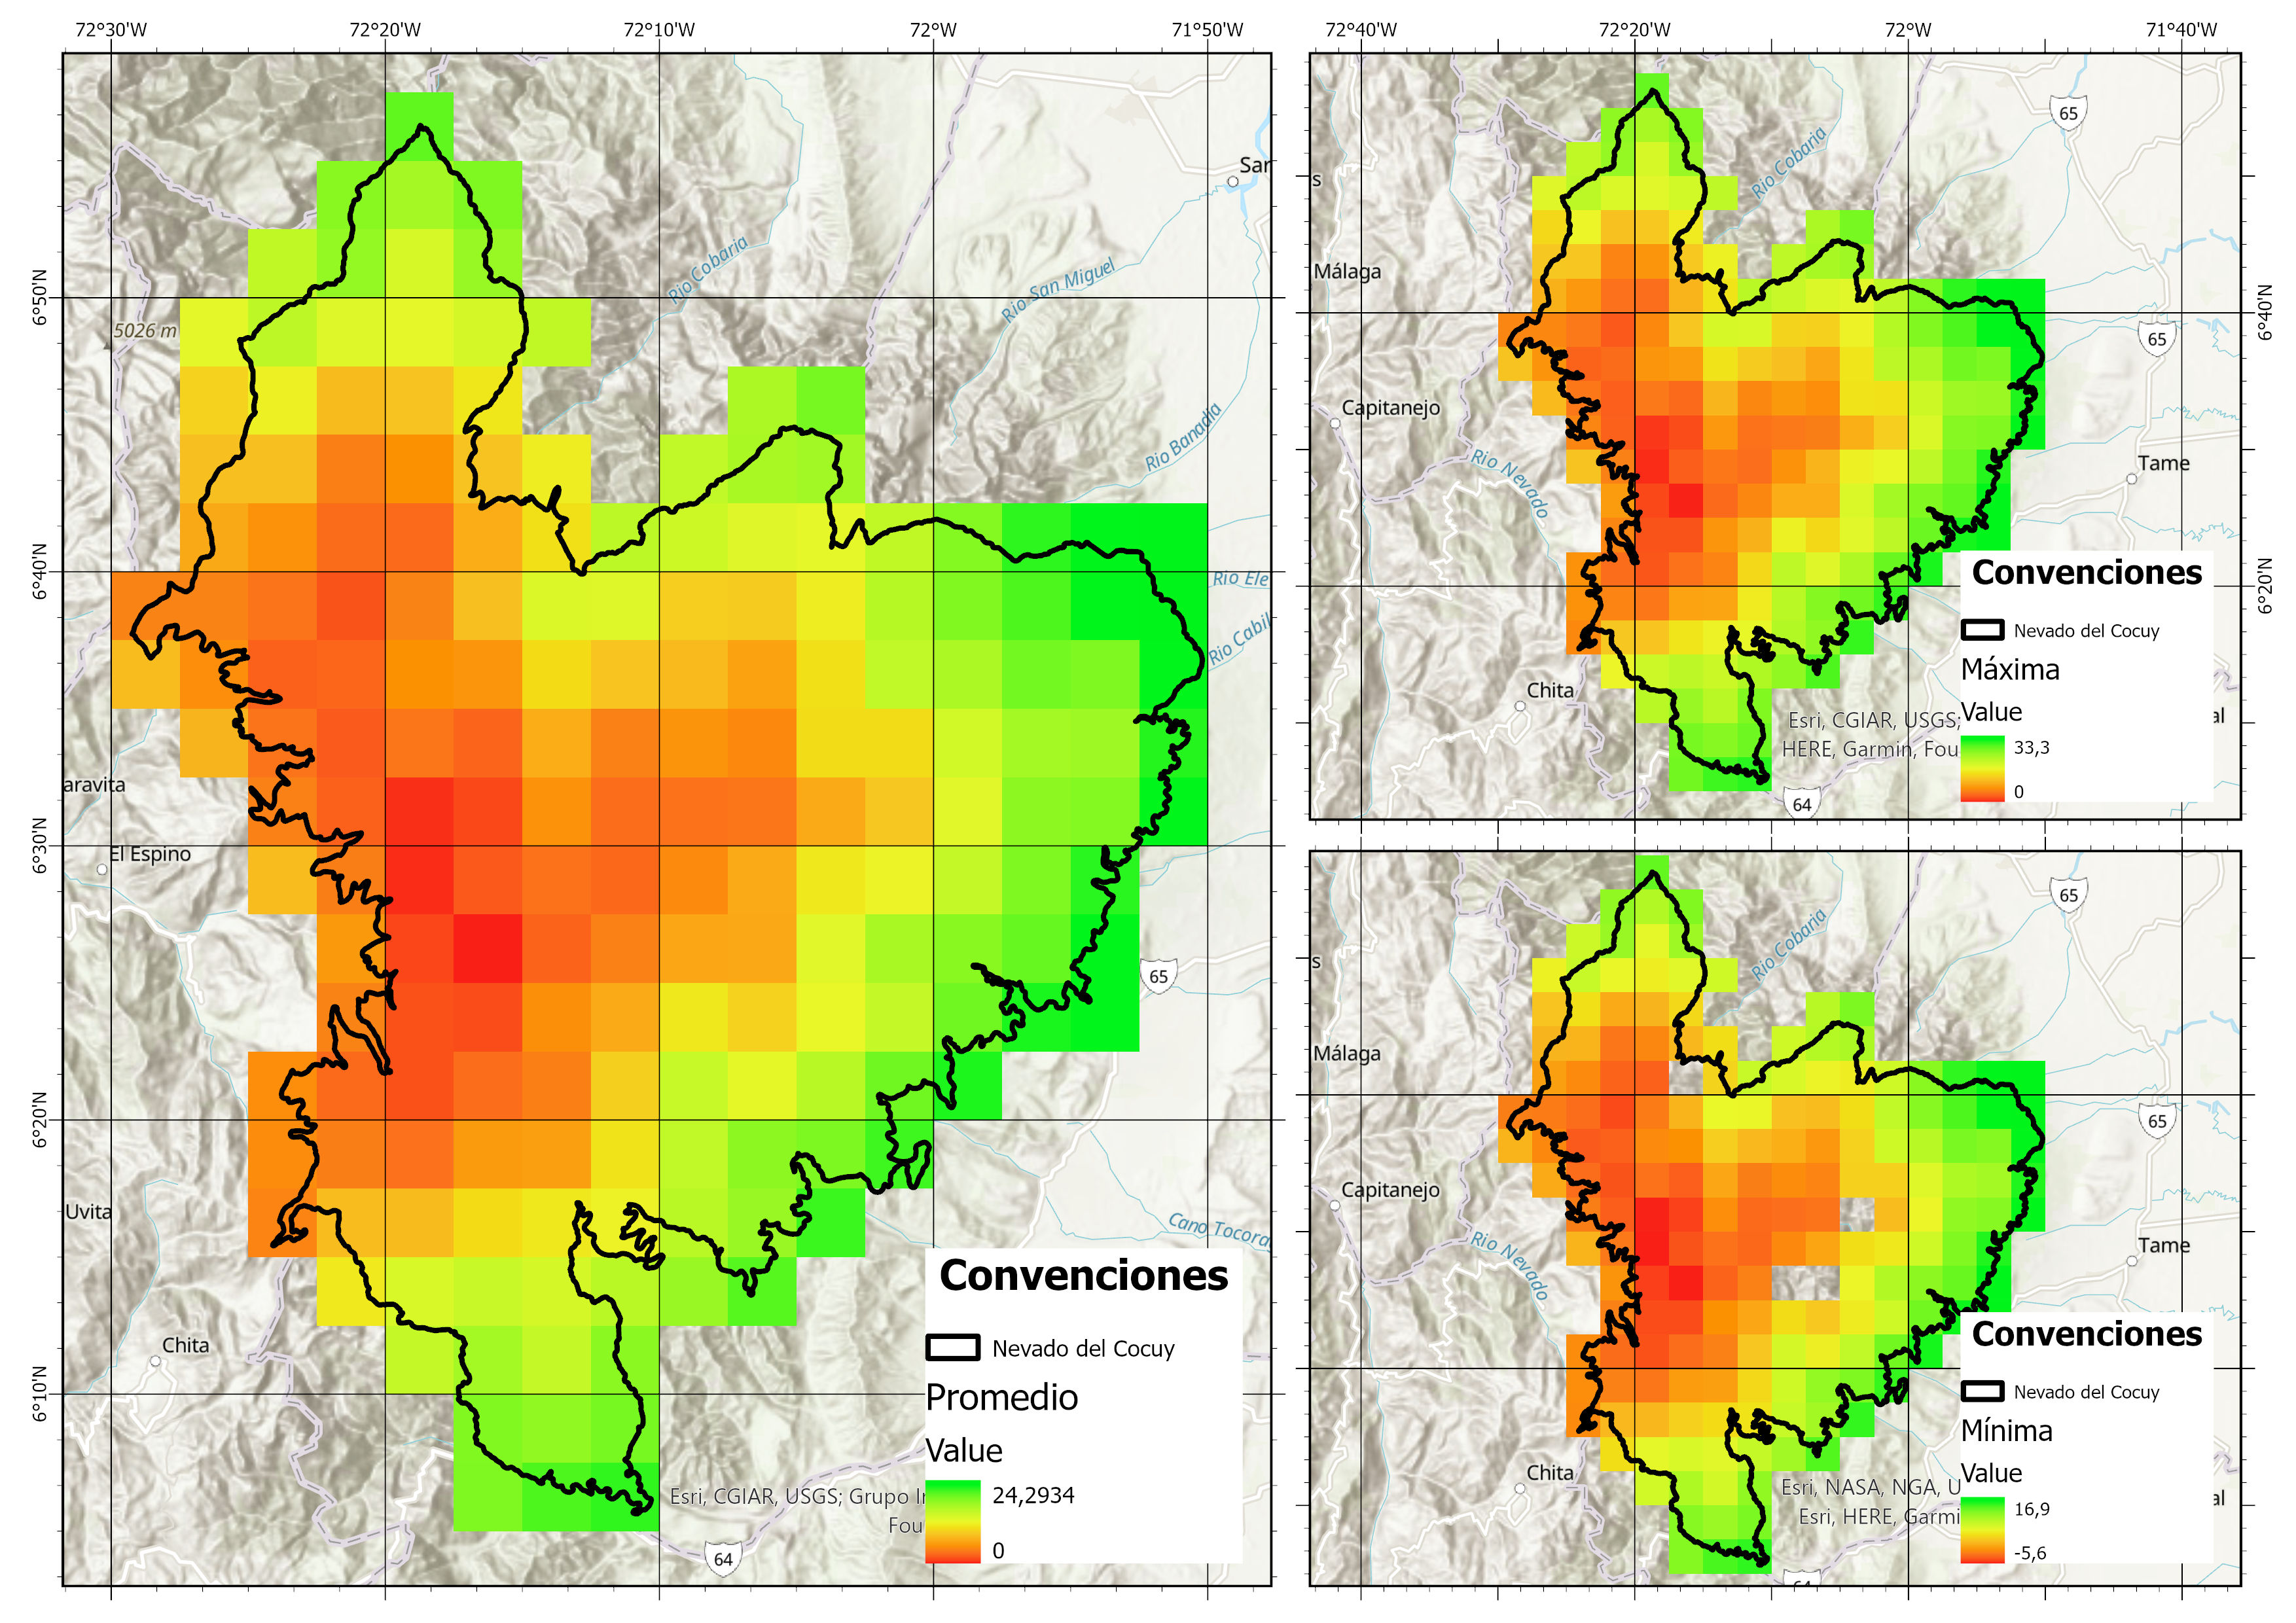 72°30'W 72°20'W 72°10'W 72°0' 71°50'W
6°50'N
6°40'N
6°30'N
6°20'N
6°10'N
5026 m
Rio Cobaria
Rio San Miguel
Rio Banadia
Rio Ele
Rio Cabil
San
aravita
El Espino
Uvita
Chita
65
Cano Tocora
64
Esri, CGIAR, USGS; Grupo In
Fou
Convenciones
Nevado del Cocuy
Promedio
Value
24,2934
0
72°40'W 72°20'W 72°0' 71°40'W
6°40'N
6°20'N
65
s
Rio Cobaria
Málaga
65
Capitanejo
Rio Nevado
Tame
Chita
al
64
Esri, CGIAR, USGS;
HERE, Garmin, Fou
Convenciones
Nevado del Cocuy
Máxima
Value
33,3
0
65
s
Rio Cobaria
Málaga
65
Capitanejo
Rio Nevado
Tame
Chita
al
64
Esri, NASA, NGA, U
Esri, HERE, Garmi
Convenciones
Nevado del Cocuy
Mínima
Value
16,9
-5,6